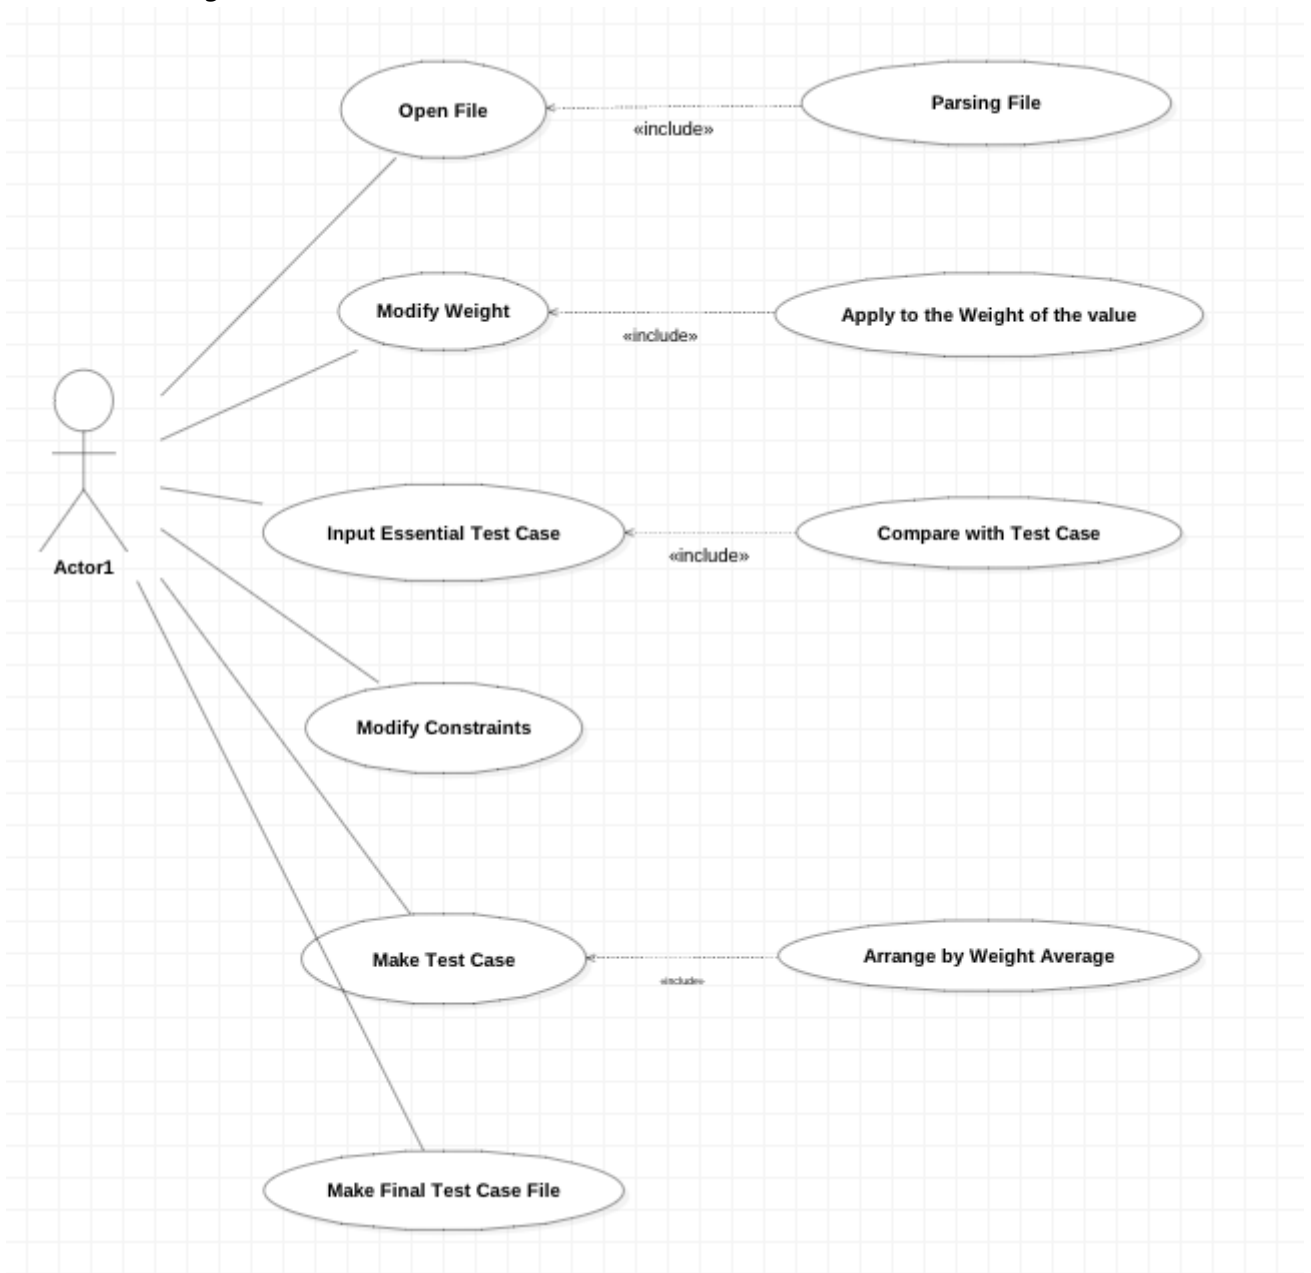 Open File
Parsing File
«include»
Modify Weight
Apply to the Weight of the value
«include»
Input Essential Test Case
Compare with Test Case
«include»
Actor1
Modify Constraints
Make Test Case
Arrange by Weight Average
«include»
Make Final Test Case File